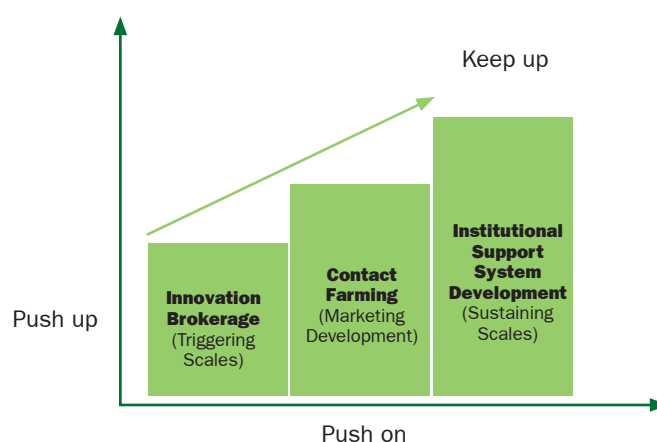 Keep up
Push up
Innovation
Brokerage
(Triggering
Scales)
Contact
Farming
(Marketing
Development)
Institutional
Support
System
Development
(Sustaining
Scales)
Push on